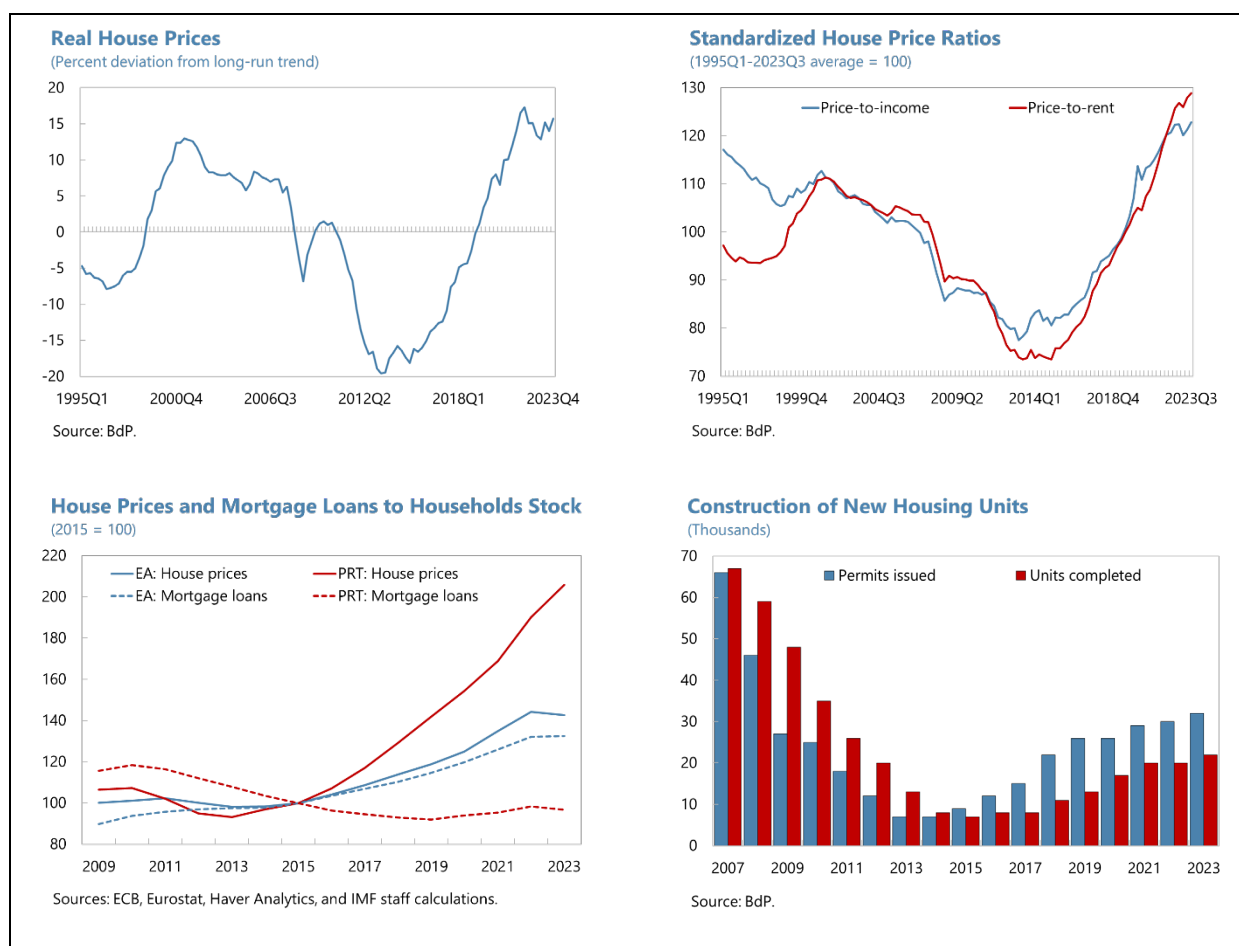 Real House Prices
(Percent deviation from long-run trend)
20
15
10
5
0
-5
-10
-15
-20
1995Q1 2000Q4 2006Q3 2012Q2 2018Q1 2023Q4
Source: BdP.
Standardized House Price Ratios
(1995Q1-2023Q3 average = 100)
130
120
110
100
90
80
70
Price-to-income Price-to-rent
1995Q1 1999Q4 2004Q3 2009Q2 2014Q1 2018Q4 2023Q3
Source: BdP.
House Prices and Mortgage Loans to Households Stock
(2015 = 100)
220
200
180
160
140
120
100
80
EA: House prices PRT: House prices
EA: Mortgage loans PRT: Mortgage loans
2009 2011 2013 2015 2017 2019 2021 2023
Sources: ECB, Eurostat, Haver Analytics, and IMF staff calculations.
Construction of New Housing Units
(Thousands)
70
60
50
40
30
20
10
0
Permits issued Units completed
2007 2009 2011 2013 2015 2017 2019 2021 2023
Source: BdP.